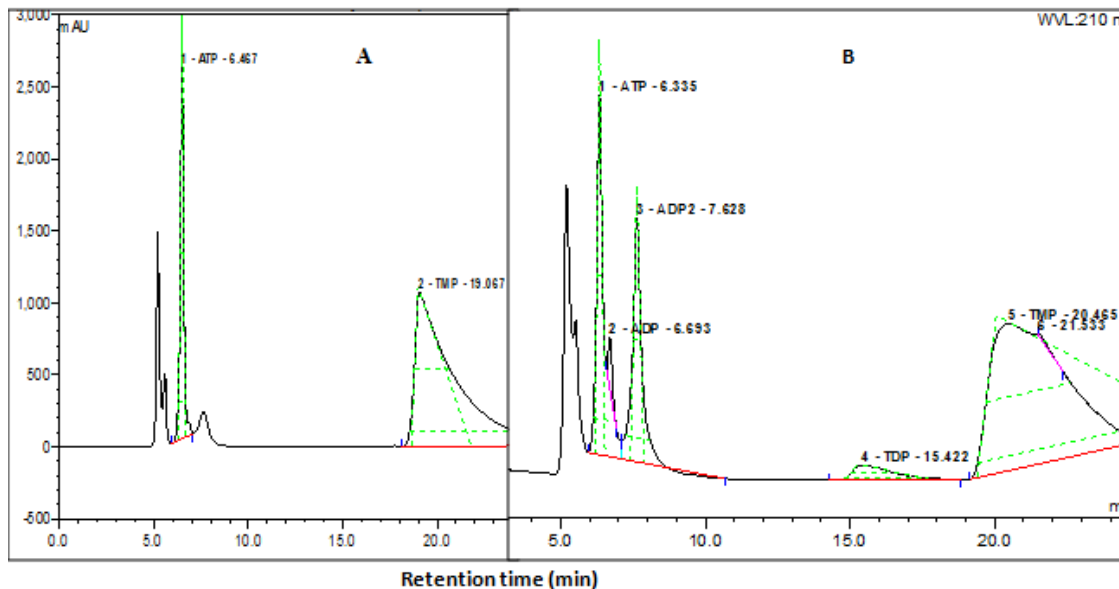 3,000
mAU
1 - ATP - 6.467
A
2,500
2,000
1,500
2 - TMP - 19.067
1,000
500
0
-500
0.0 5.0 10.0 15.0 20.0
WVL:210 n
B
1 - ATP - 6.335
3 - ADP2 - 7.628
2 - ADP - 6.693
5 - TMP - 20.465
6 - 21.533
4 - TDP - 15.422
m
5.0 10.0 15.0 20.0
Retention time (min)